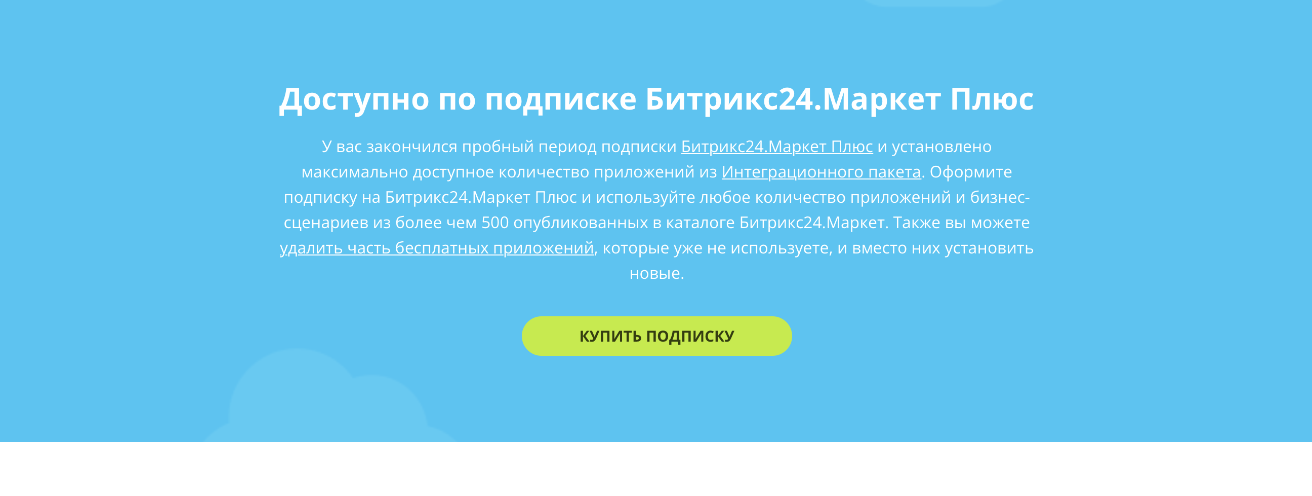 Доступно по подписке Битрикс24.Маркет Плюс
У вас закончился пробный период подписки Битрикс24.Маркет Плюс и установлено
максимально доступное количество приложений из Интеграционного пакета. Оформите
подписку на Битрикс24.Маркет Плюс и используйте любое количество приложений и бизнес-
сценариев из более чем 500 опубликованных в каталоге Битрикс24.Маркет. Также вы можете
удалить часть бесплатных приложений, которые уже не используете, и вместо них установить
новые.
КУПИТЬ ПОДПИСКУ